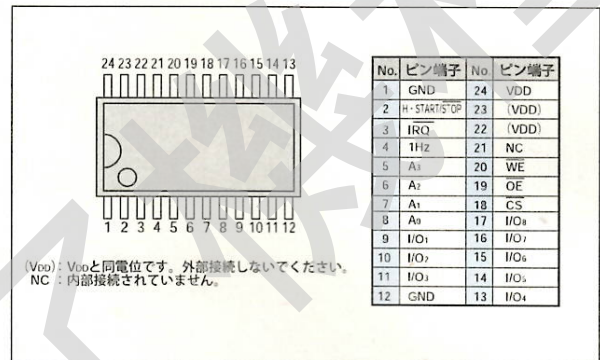 24 23 22 21 20 19 18 17 16 15 14 13
1 2 3 4 5 6 7 8 9 10 11 12
(VDD): VDDと同電位です。外部接続しないでください。
NC : 内部接続されていません。
No. ピン端子 No. ピン端子
1 GND 24 VDD
2 H・START/S̅T̅O̅P̅ 23 (VDD)
3 I̅R̅Q̅ 22 (VDD)
4 1Hz 21 NC
5 A3 20 W̅E̅
6 A2 19 O̅E̅
7 A1 18 C̅S̅
8 A0 17 I/O8
9 I/O1 16 I/O7
10 I/O2 15 I/O6
11 I/O3 14 I/O5
12 GND 13 I/O4